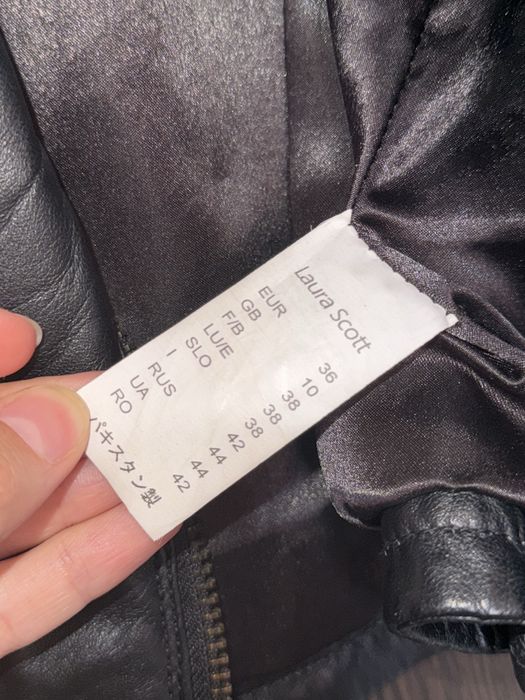 Laura Scott
EUR 36
GB 10
F/B 38
LU/E 38
SLO 38
I 42
RUS 44
UA 44
RO 42
パキスタン製